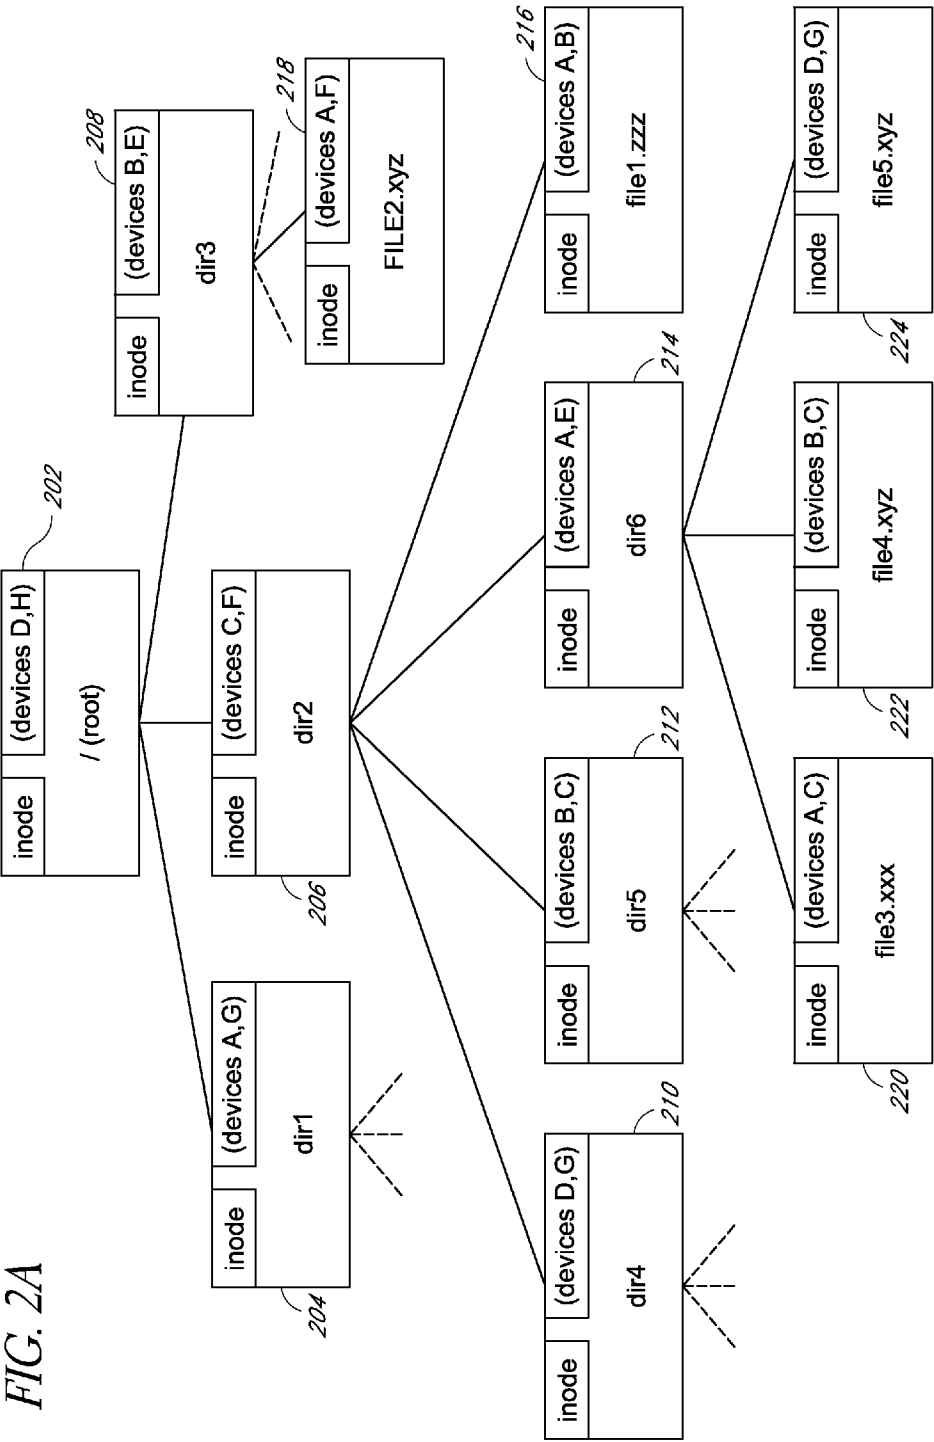 FIG. 2A
inode
(devices D,H)
/ (root)
202
inode
(devices A,G)
dir1
204
inode
(devices C,F)
dir2
206
inode
(devices B,E)
dir3
208
inode
(devices A,F)
FILE2.xyz
218
inode
(devices D,G)
dir4
210
inode
(devices B,C)
dir5
212
inode
(devices A,E)
dir6
214
inode
(devices A,B)
file1.zzz
216
inode
(devices A,C)
file3.xxx
220
inode
(devices B,C)
file4.xyz
222
inode
(devices D,G)
file5.xyz
224